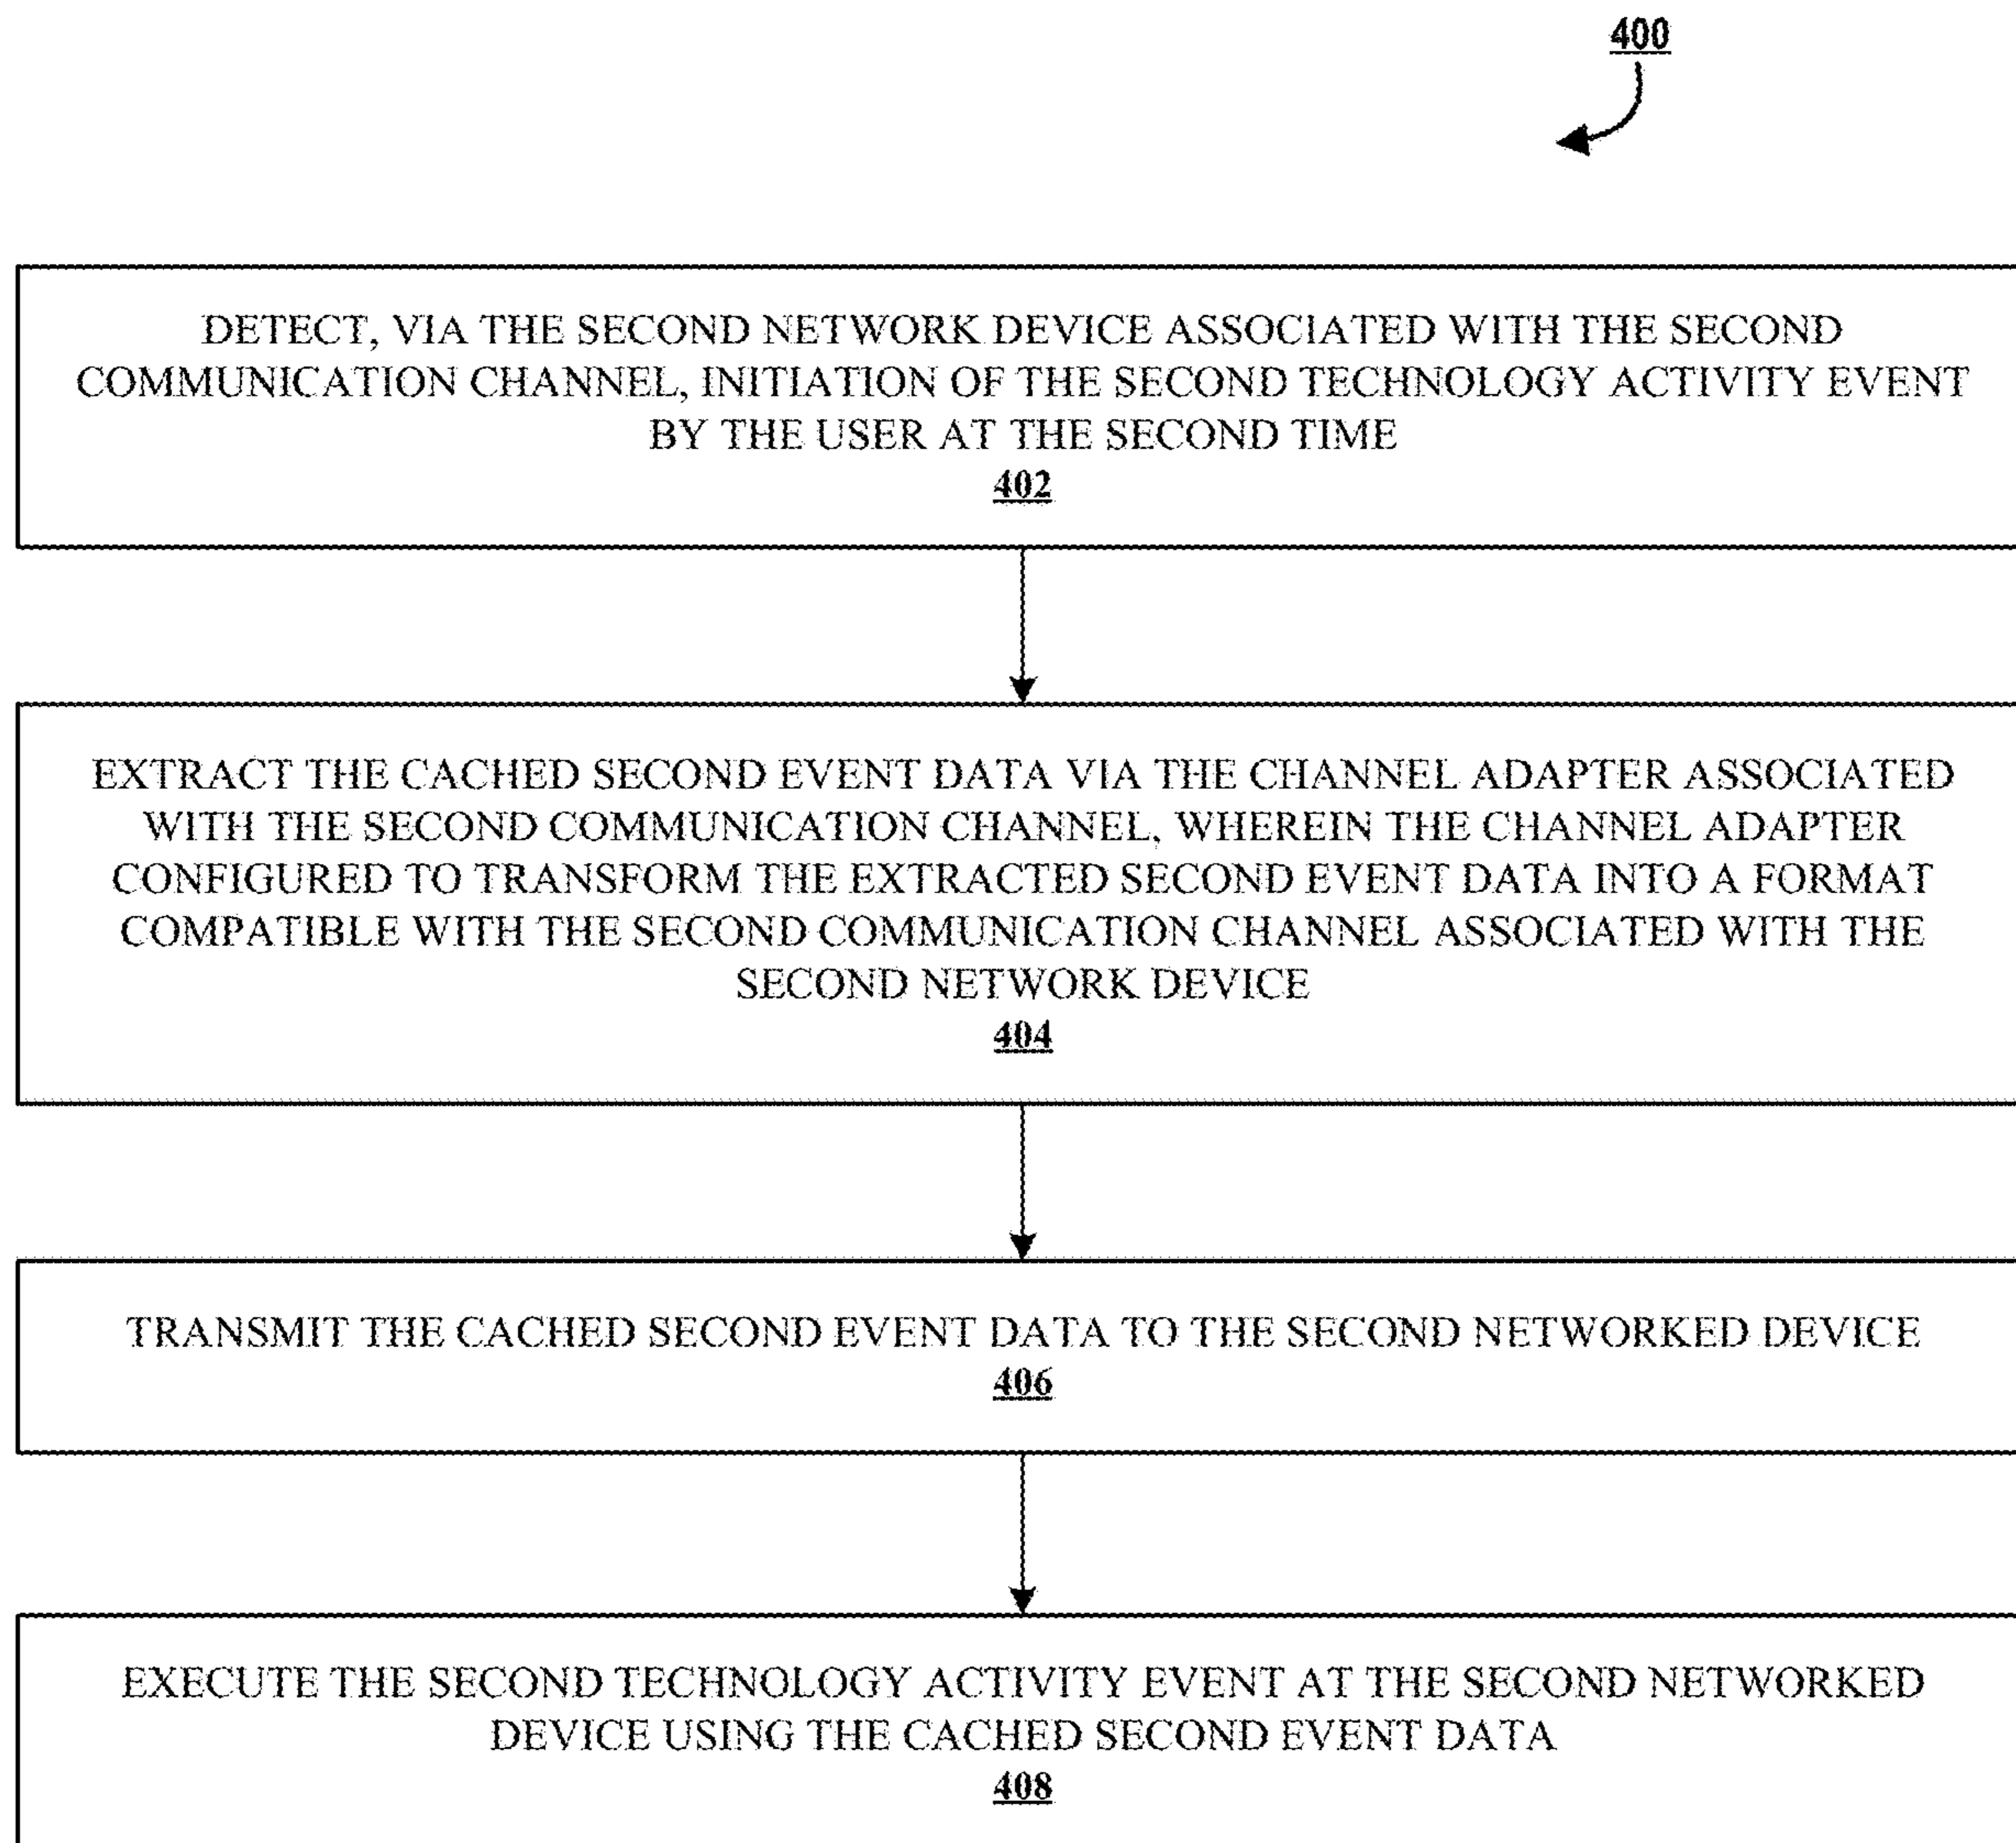 400
DETECT, VIA THE SECOND NETWORK DEVICE ASSOCIATED WITH THE SECOND
COMMUNICATION CHANNEL, INITIATION OF THE SECOND TECHNOLOGY ACTIVITY EVENT
BY THE USER AT THE SECOND TIME
402
EXTRACT THE CACHED SECOND EVENT DATA VIA THE CHANNEL ADAPTER ASSOCIATED
WITH THE SECOND COMMUNICATION CHANNEL, WHEREIN THE CHANNEL ADAPTER
CONFIGURED TO TRANSFORM THE EXTRACTED SECOND EVENT DATA INTO A FORMAT
COMPATIBLE WITH THE SECOND COMMUNICATION CHANNEL ASSOCIATED WITH THE
SECOND NETWORK DEVICE
404
TRANSMIT THE CACHED SECOND EVENT DATA TO THE SECOND NETWORKED DEVICE
406
EXECUTE THE SECOND TECHNOLOGY ACTIVITY EVENT AT THE SECOND NETWORKED
DEVICE USING THE CACHED SECOND EVENT DATA
408